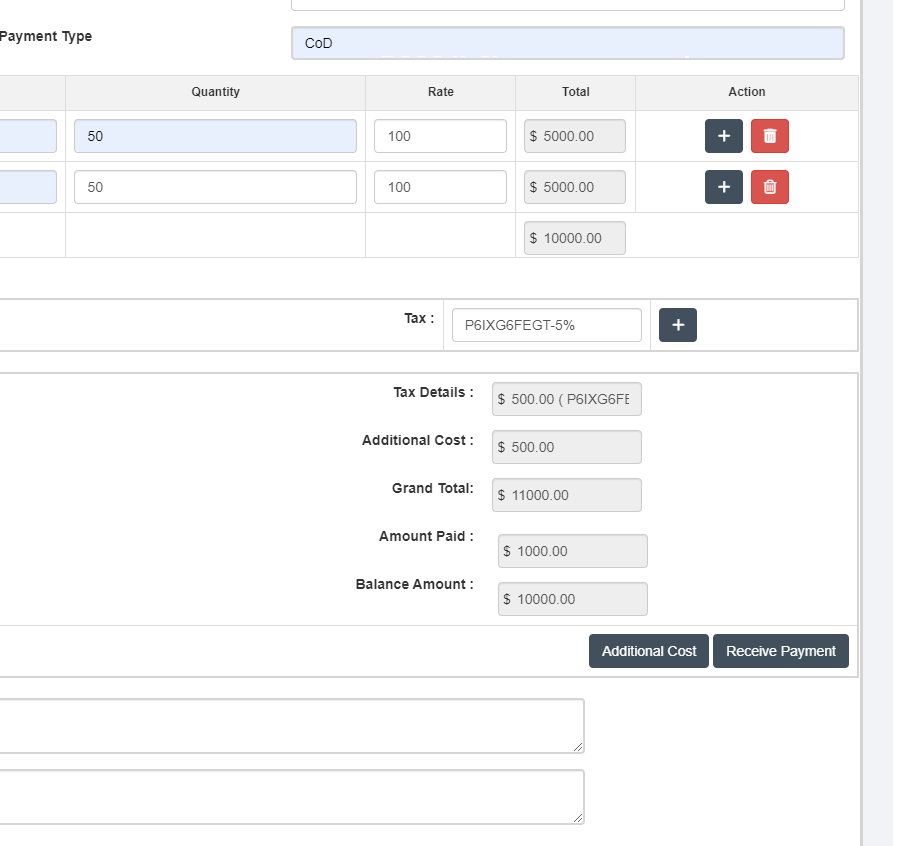 Payment Type
CoD
Quantity Rate Total Action
50 100 $ 5000.00 +
50 100 $ 5000.00 +
$ 10000.00
Tax : P6IXG6FEGT-5% +
Tax Details : $ 500.00 ( P6IXG6FE
Additional Cost : $ 500.00
Grand Total: $ 11000.00
Amount Paid : $ 1000.00
Balance Amount : $ 10000.00
Additional Cost Receive Payment